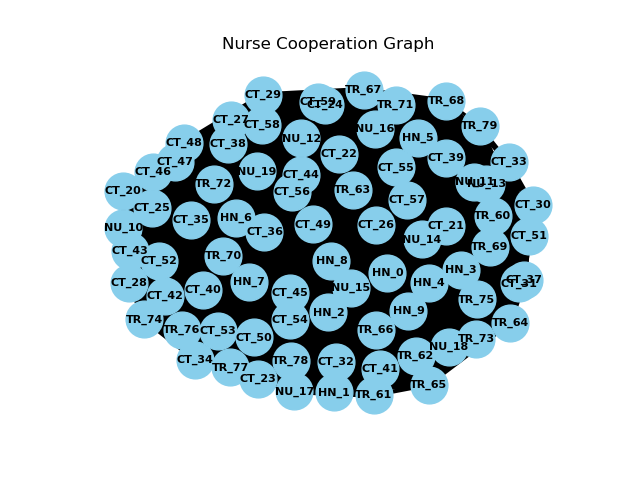 Nurse Cooperation Graph
TR_67
CT_29
CT_59
CT_24
TR_71
TR_68
CT_27
CT_58
NU_16
TR_79
NU_12
HN_5
CT_48
CT_38
CT_22
CT_39
CT_47
CT_33
CT_46
NU_19
CT_44
CT_55
TR_72
NU_11
NU_13
CT_20
CT_56
TR_63
CT_57
CT_25
CT_30
CT_35
HN_6
TR_60
NU_10
CT_36
CT_49
CT_26
CT_21
NU_14
CT_51
CT_43
TR_69
CT_52
TR_70
HN_8
HN_0
HN_3
CT_28
CT_42
CT_40
HN_7
CT_45
NU_15
HN_4
CT_37
CT_31
TR_75
TR_74
TR_76
CT_53
CT_54
HN_2
HN_9
TR_66
TR_64
CT_50
TR_73
NU_18
CT_34
TR_77
TR_78
CT_32
TR_62
CT_41
CT_23
NU_17
HN_1
TR_61
TR_65